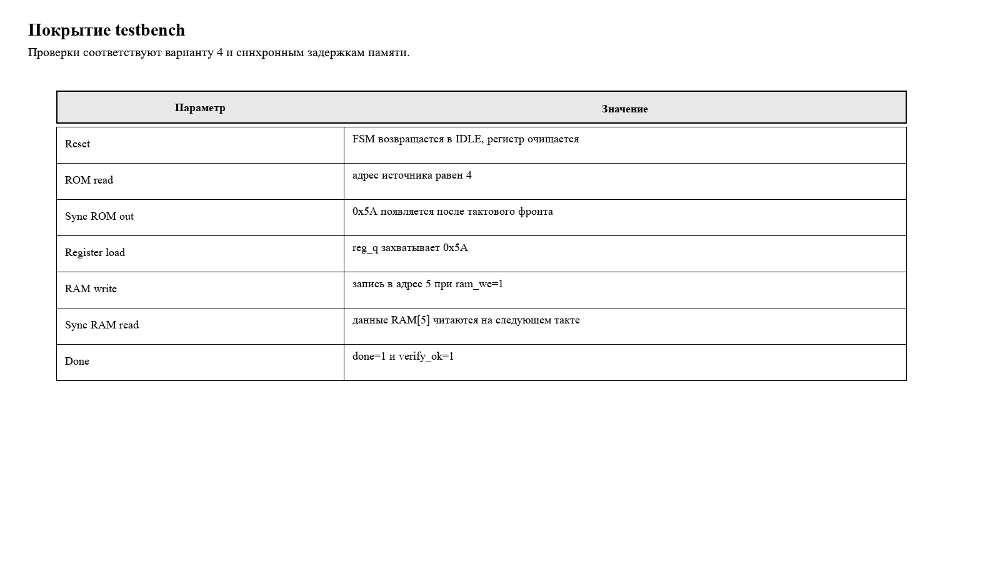 Покрытие testbench
Проверки соответствуют варианту 4 и синхронным задержкам памяти.
Параметр Значение
Reset FSM возвращается в IDLE, регистр очищается
ROM read адрес источника равен 4
Sync ROM out 0x5A появляется после тактового фронта
Register load reg_q захватывает 0x5A
RAM write запись в адрес 5 при ram_we=1
Sync RAM read данные RAM[5] читаются на следующем такте
Done done=1 и verify_ok=1